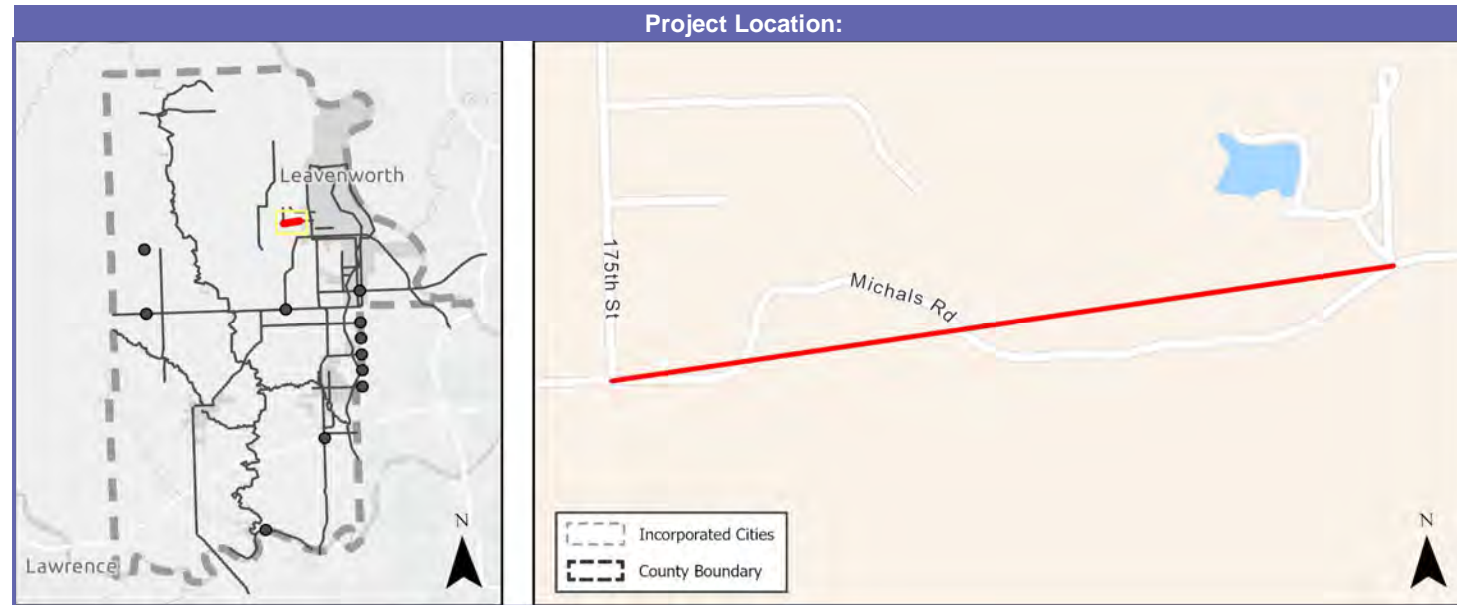 Project Location:
Leavenworth
Lawrence
N
175th St
Michals Rd
Incorporated Cities
County Boundary
N